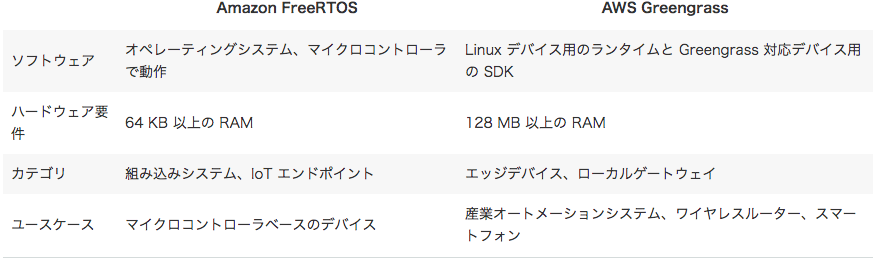 Amazon FreeRTOS AWS Greengrass
ソフトウェア
オペレーティングシステム、マイクロコントローラ
で動作
Linux デバイス用のランタイムと Greengrass 対応デバイス用
の SDK
ハードウェア要
件
64 KB 以上の RAM
128 MB 以上の RAM
カテゴリ
組み込みシステム、IoT エンドポイント
エッジデバイス、ローカルゲートウェイ
ユースケース
マイクロコントローラベースのデバイス
産業オートメーションシステム、ワイヤレスルーター、スマー
トフォン